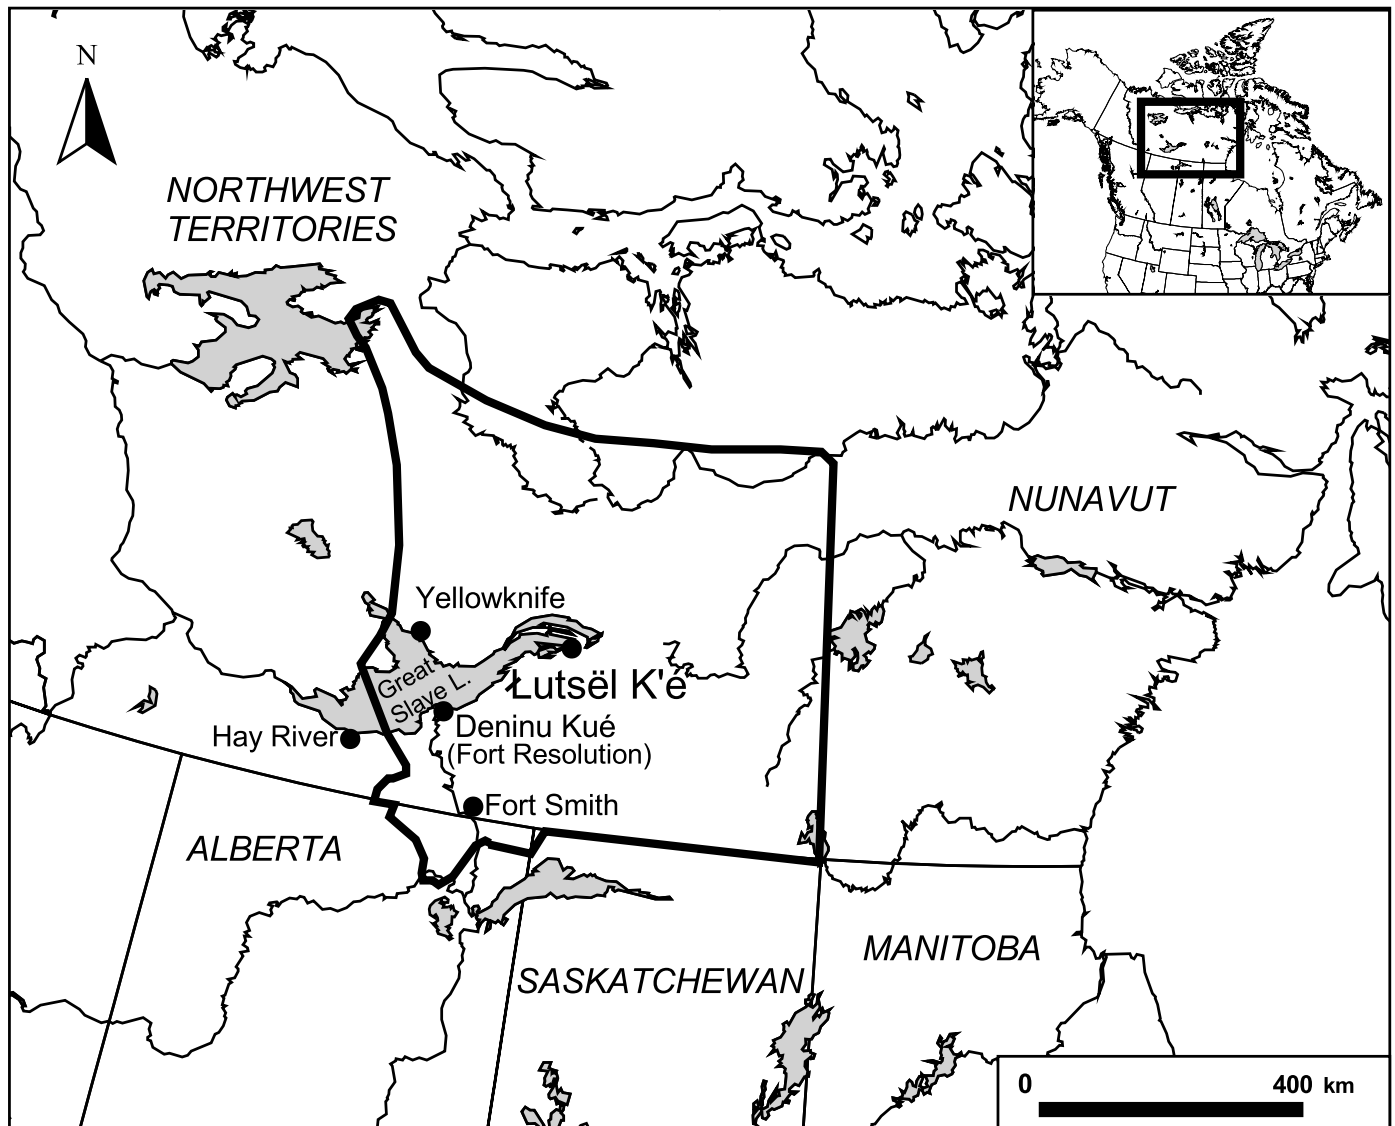 N
NORTHWEST
TERRITORIES
NUNAVUT
Yellowknife
Great
Slave L.
Łutsël K'é
Hay River
Deninu Kué
(Fort Resolution)
Fort Smith
ALBERTA
MANITOBA
SASKATCHEWAN
0 400 km